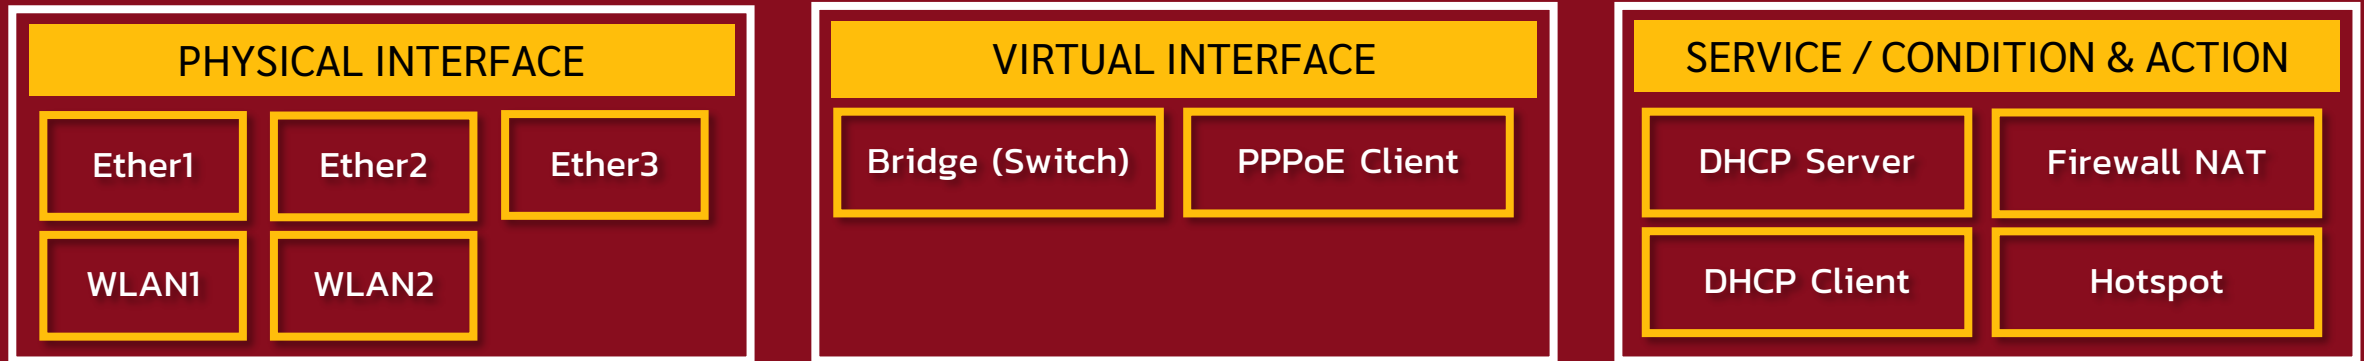 PHYSICAL INTERFACE
Ether1
Ether2
Ether3
WLAN1
WLAN2
VIRTUAL INTERFACE
Bridge (Switch)
PPPoE Client
SERVICE / CONDITION & ACTION
DHCP Server
Firewall NAT
DHCP Client
Hotspot